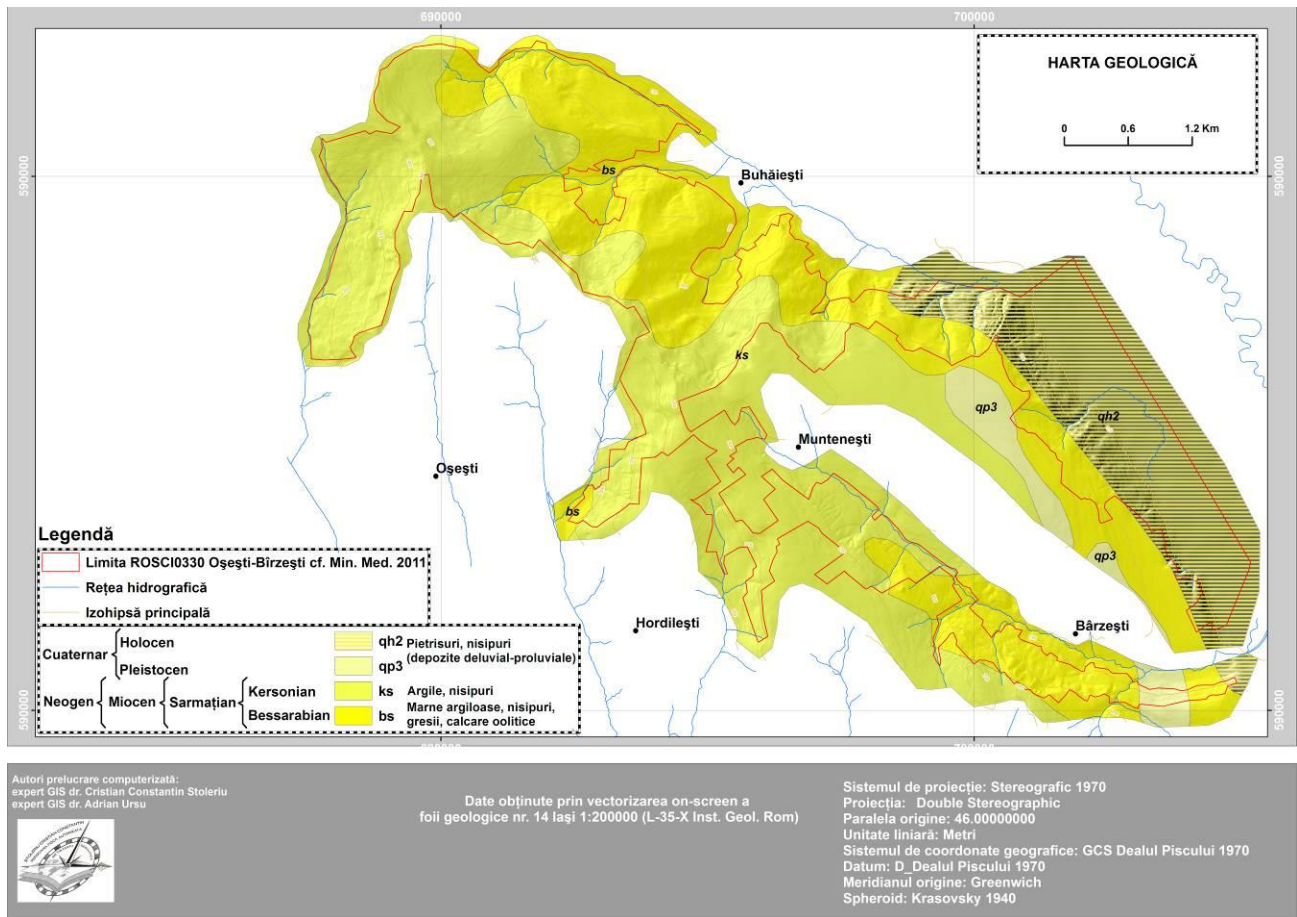 690000
700000
HARTA GEOLOGICĂ
0 0.6 1.2 Km
590000
590000
bs
Buhăieşti
ks
qp3
qh2
Munteneşti
Oşeşti
bs
qp3
Hordileşti
Bârzeşti
Legendă
Limita ROSCI0330 Oşeşti-Bîrzeşti cf. Min. Med. 2011
Reţea hidrografică
Izohipsă principală
Cuaternar
Holocen
Pleistocen
qh2 Pietrisuri, nisipuri
(depozite deluvial-proluviale)
qp3
Neogen
Miocen
Sarmaţian
Kersonian
Bessarabian
ks Argile, nisipuri
bs Marne argiloase, nisipuri,
gresii, calcare oolitice
590000
590000
700000
Autori prelucrare computerizată:
expert GIS dr. Cristian Constantin Stoleriu
expert GIS dr. Adrian Ursu
Date obţinute prin vectorizarea on-screen a
foii geologice nr. 14 Iaşi 1:200000 (L-35-X Inst. Geol. Rom)
Sistemul de proiecţie: Stereografic 1970
Proiecţia: Double Stereographic
Paralela origine: 46.00000000
Unitate liniară: Metri
Sistemul de coordonate geografice: GCS Dealul Piscului 1970
Datum: D_Dealul Piscului 1970
Meridianul origine: Greenwich
Spheroid: Krasovsky 1940